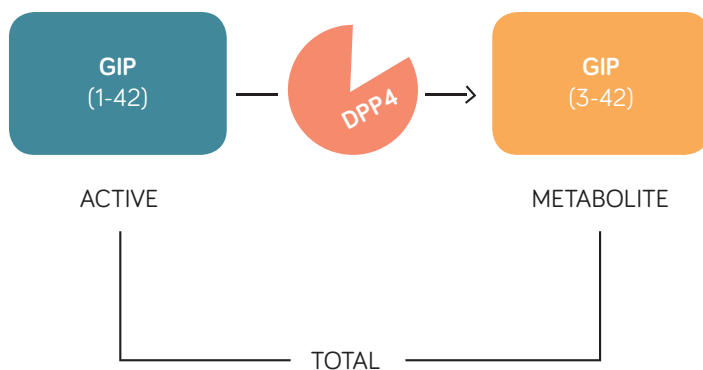 GIP
(1-42)
DPP4
GIP
(3-42)
ACTIVE
METABOLITE
TOTAL